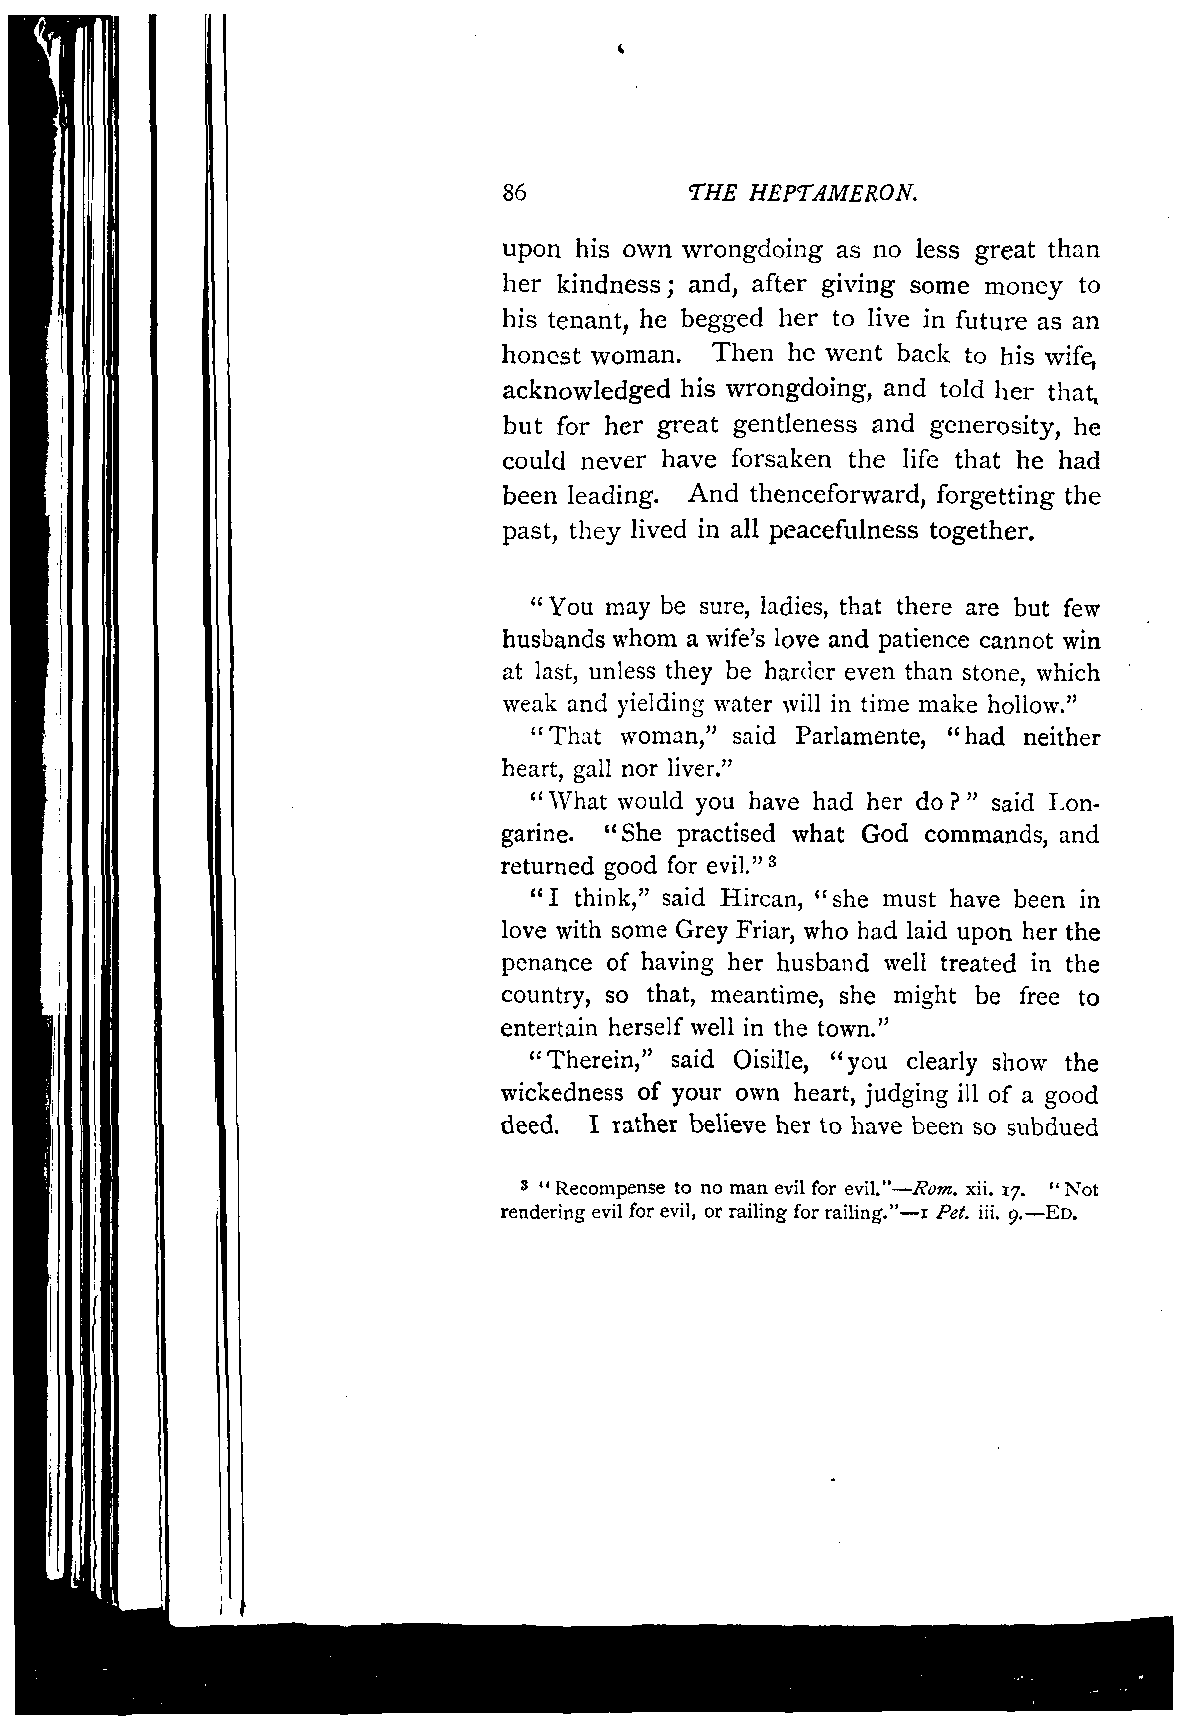 86 THE HEPTAMERON.
upon his own wrongdoing as no less great than
her kindness; and, after giving some money to
his tenant, he begged her to live in future as an
honest woman. Then he went back to his wife,
acknowledged his wrongdoing, and told her that,
but for her great gentleness and generosity, he
could never have forsaken the life that he had
been leading. And thenceforward, forgetting the
past, they lived in all peacefulness together.
"You may be sure, ladies, that there are but few
husbands whom a wife's love and patience cannot win
at last, unless they be harder even than stone, which
weak and yielding water will in time make hollow."
"That woman," said Parlamente, "had neither
heart, gall nor liver."
"What would you have had her do?" said Lon-
garine. "She practised what God commands, and
returned good for evil." 3
"I think," said Hircan, "she must have been in
love with some Grey Friar, who had laid upon her the
penance of having her husband well treated in the
country, so that, meantime, she might be free to
entertain herself well in the town."
"Therein," said Oisille, "you clearly show the
wickedness of your own heart, judging ill of a good
deed. I rather believe her to have been so subdued
3 "Recompense to no man evil for evil."—Rom. xii. 17. "Not
rendering evil for evil, or railing for railing."—1 Pet. iii. 9.—ED.